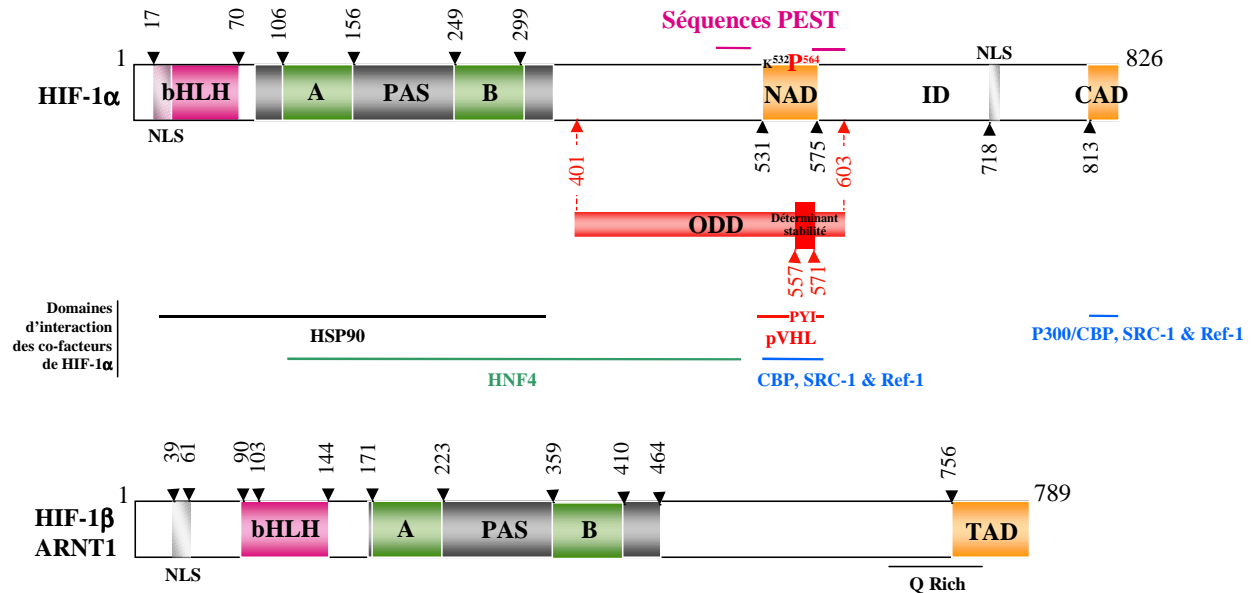 Séquences PEST
17 70 106 156 249 299
K532 P564
NLS
1 826
HIF-1α
bHLH A PAS B NAD ID CAD
NLS
401 531 575 603 718 813
ODD
Déterminant
stabilité
557 571
Domaines
d'interaction
des co-facteurs
de HIF-1α
HSP90
PYI
pVHL
P300/CBP, SRC-1 & Ref-1
HNF4
CBP, SRC-1 & Ref-1
39 61 90 103 144 171 223 359 410 464 756
1 789
HIF-1β
ARNT1
bHLH A PAS B TAD
NLS
Q Rich